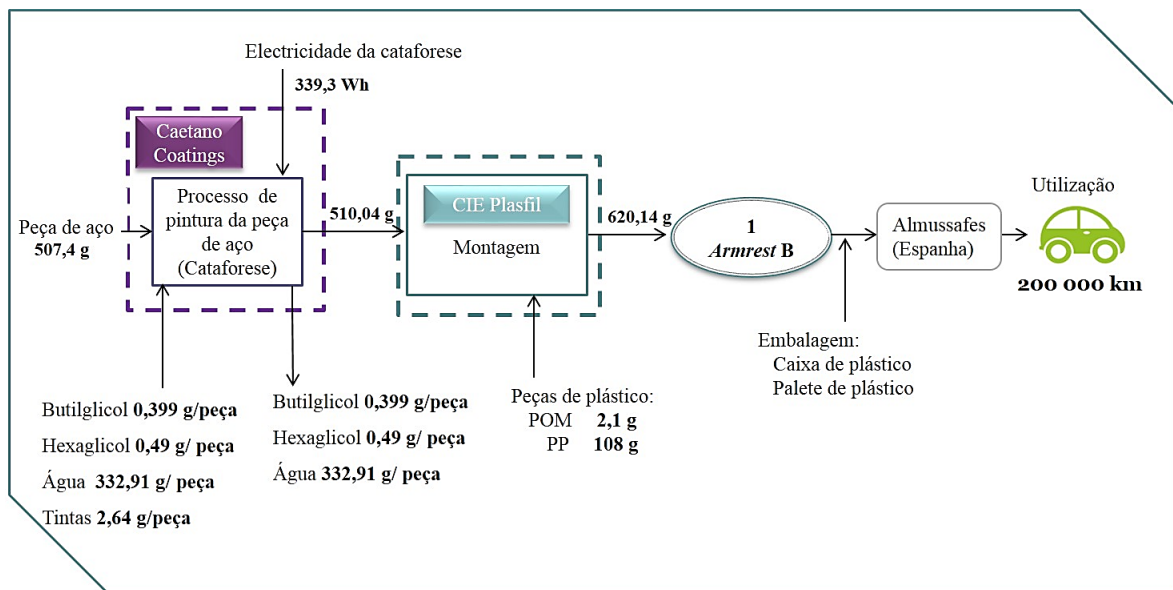 Electricidade da cataforese
339,3 Wh
Caetano
Coatings
Peça de aço
507,4 g
Processo de
pintura da peça
de aço
(Cataforese)
510,04 g
CIE Plasfil
Montagem
620,14 g
1
Armrest B
Almussafes
(Espanha)
Utilização
200 000 km
Butilglicol 0,399 g/peça
Hexaglicol 0,49 g/ peça
Água 332,91 g/ peça
Tintas 2,64 g/peça
Butilglicol 0,399 g/peça
Hexaglicol 0,49 g/ peça
Água 332,91 g/ peça
Peças de plástico:
POM 2,1 g
PP 108 g
Embalagem:
Caixa de plástico
Palete de plástico